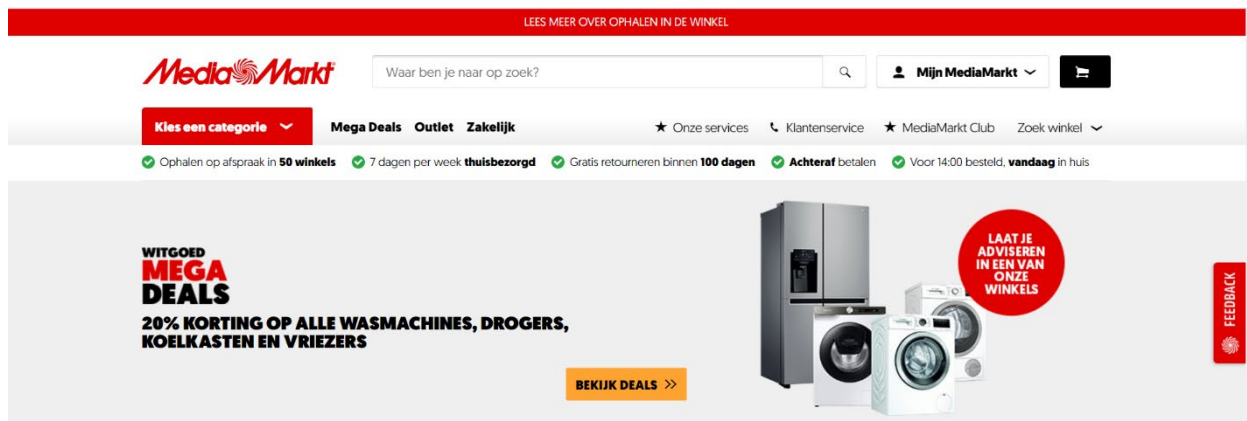 LEES MEER OVER OPHALEN IN DE WINKEL
MediaMarkt
Waar ben je naar op zoek?
Mijn MediaMarkt
Kies een categorie
Mega Deals Outlet Zakelijk
Onze services
Klantenservice
MediaMarkt Club
Zoek winkel
Ophalen op afspraak in 50 winkels
7 dagen per week thuisbezorgd
Gratis retourneren binnen 100 dagen
Achteraf betalen
Voor 14:00 besteld, vandaag in huis
WITGOED
MEGA
DEALS
20% KORTING OP ALLE WASMACHINES, DROGERS,
KOELKASTEN EN VRIEZERS
BEKIJK DEALS
LAAT JE
ADVISEREN
IN EEN VAN
ONZE
WINKELS
FEEDBACK